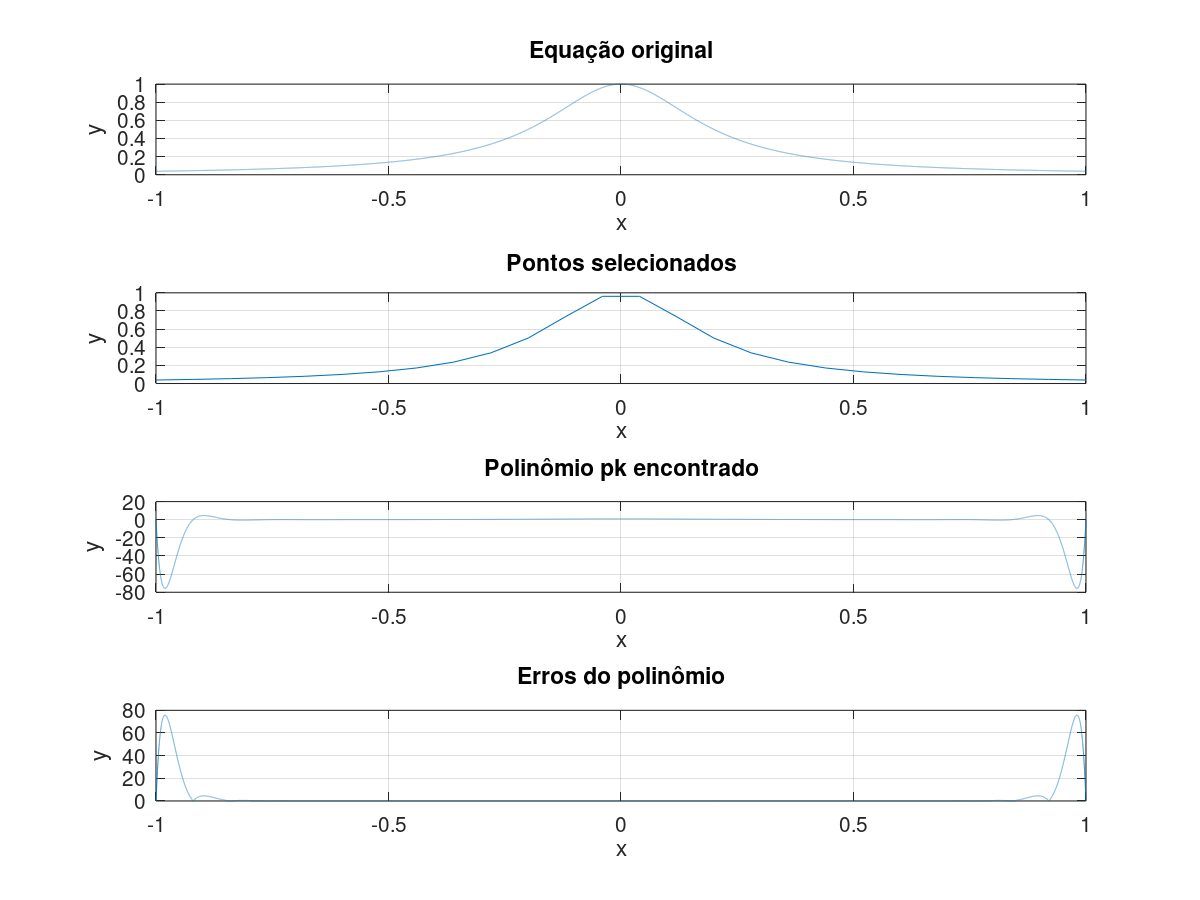 Equação original
1
0.8
0.6
0.4
0.2
0
y
-1 -0.5 0 0.5 1
x
Pontos selecionados
1
0.8
0.6
0.4
0.2
0
y
-1 -0.5 0 0.5 1
x
Polinômio pk encontrado
20
0
-20
-40
-60
-80
y
-1 -0.5 0 0.5 1
x
Erros do polinômio
80
60
40
20
0
y
-1 -0.5 0 0.5 1
x